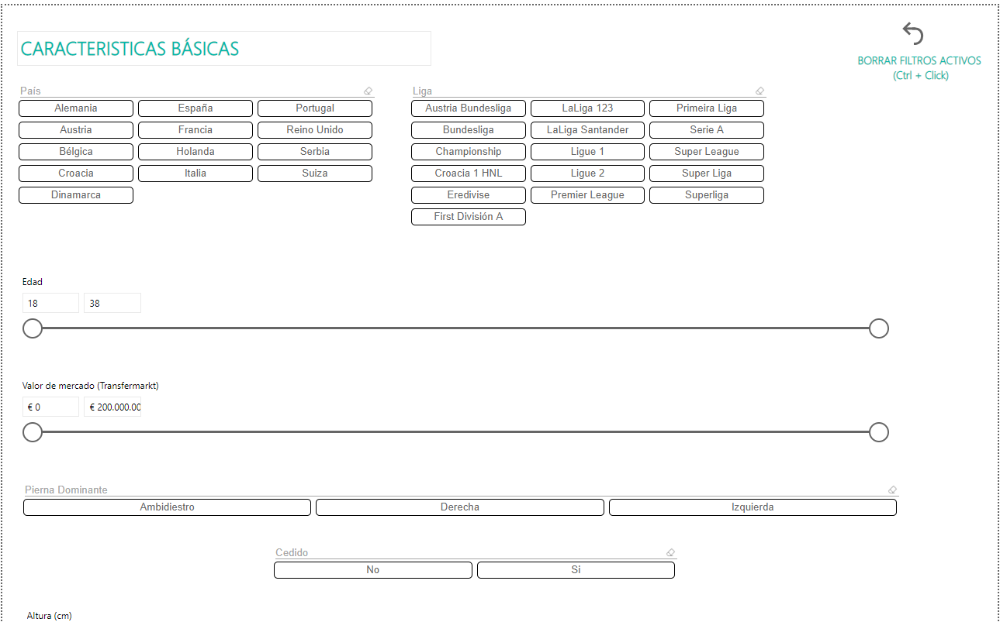 CARACTERISTICAS BÁSICAS
BORRAR FILTROS ACTIVOS
(Ctrl + Click)
País
Alemania España Portugal
Austria Francia Reino Unido
Bélgica Holanda Serbia
Croacia Italia Suiza
Dinamarca
Liga
Austria Bundesliga LaLiga 123 Primeira Liga
Bundesliga LaLiga Santander Serie A
Championship Ligue 1 Super League
Croacia 1 HNL Ligue 2 Super Liga
Eredivise Premier League Superliga
First División A
Edad
18 38
Valor de mercado (Transfermarkt)
€ 0 € 200.000.00
Pierna Dominante
Ambidiestro Derecha Izquierda
Cedido
No Si
Altura (cm)